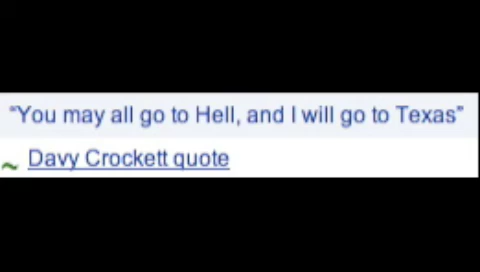 “You may all go to Hell, and I will go to Texas”
~ Davy Crockett quote